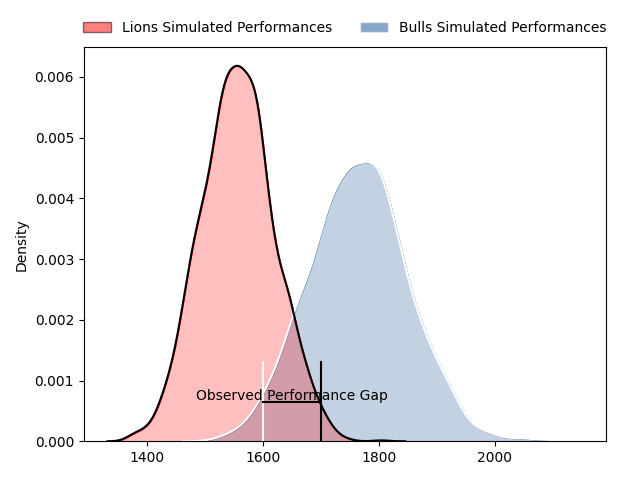 Lions Simulated Performances Bulls Simulated Performances
0.006
0.005
0.004
0.003
0.002
0.001
0.000
Density
Observed Performance Gap
1400 1600 1800 2000